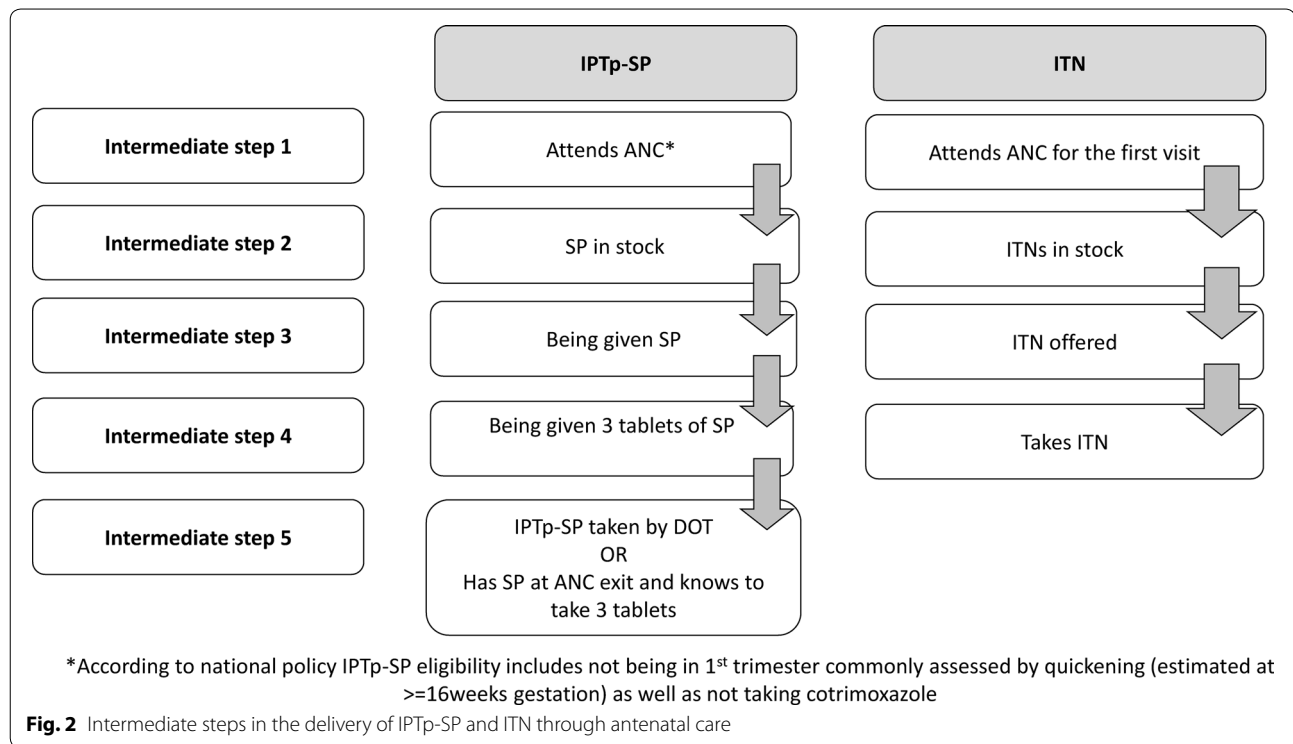 IPTp-SP
ITN
Intermediate step 1
Attends ANC*
Attends ANC for the first visit
Intermediate step 2
SP in stock
ITNs in stock
Intermediate step 3
Being given SP
ITN offered
Intermediate step 4
Being given 3 tablets of SP
Takes ITN
Intermediate step 5
IPTp-SP taken by DOT
OR
Has SP at ANC exit and knows to
take 3 tablets
*According to national policy IPTp-SP eligibility includes not being in 1st trimester commonly assessed by quickening (estimated at
>=16weeks gestation) as well as not taking cotrimoxazole
Fig. 2 Intermediate steps in the delivery of IPTp-SP and ITN through antenatal care